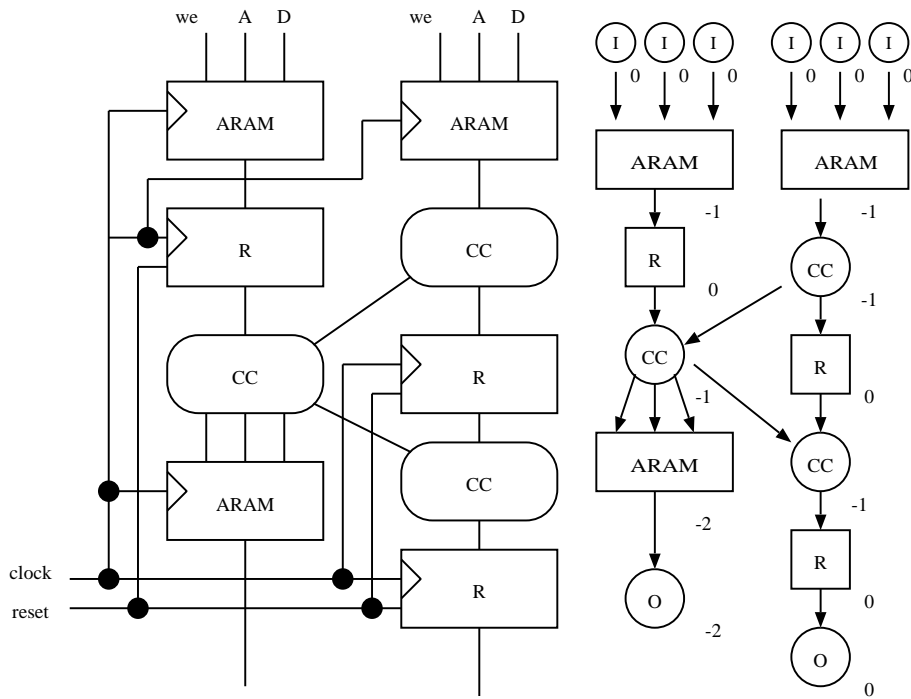 we A D we A D
I I I I I I
0 0 0 0 0 0
ARAM ARAM
ARAM ARAM
-1 -1
R CC R CC
0 -1
CC R CC R
-1 0
CC ARAM CC
ARAM
-2 -1
clock
R R
reset
O 0
-2
O 0